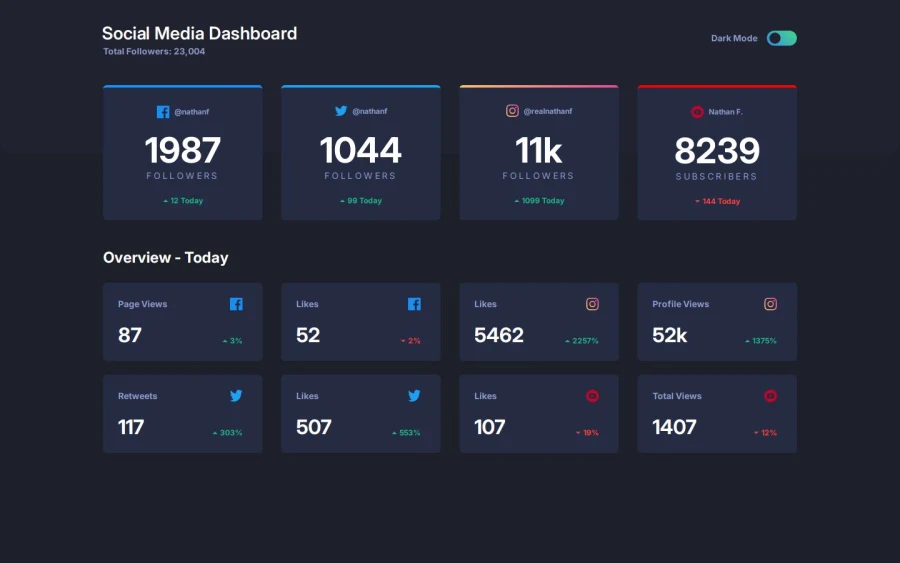 Social Media Dashboard
Total Followers: 23,004
Dark Mode
@nathanf
1987
FOLLOWERS
12 Today
@nathanf
1044
FOLLOWERS
99 Today
@realnathanf
11k
FOLLOWERS
1099 Today
Nathan F.
8239
SUBSCRIBERS
144 Today
Overview - Today
Page Views
87
3%
Likes
52
2%
Likes
5462
2257%
Profile Views
52k
1375%
Retweets
117
303%
Likes
507
553%
Likes
107
19%
Total Views
1407
12%